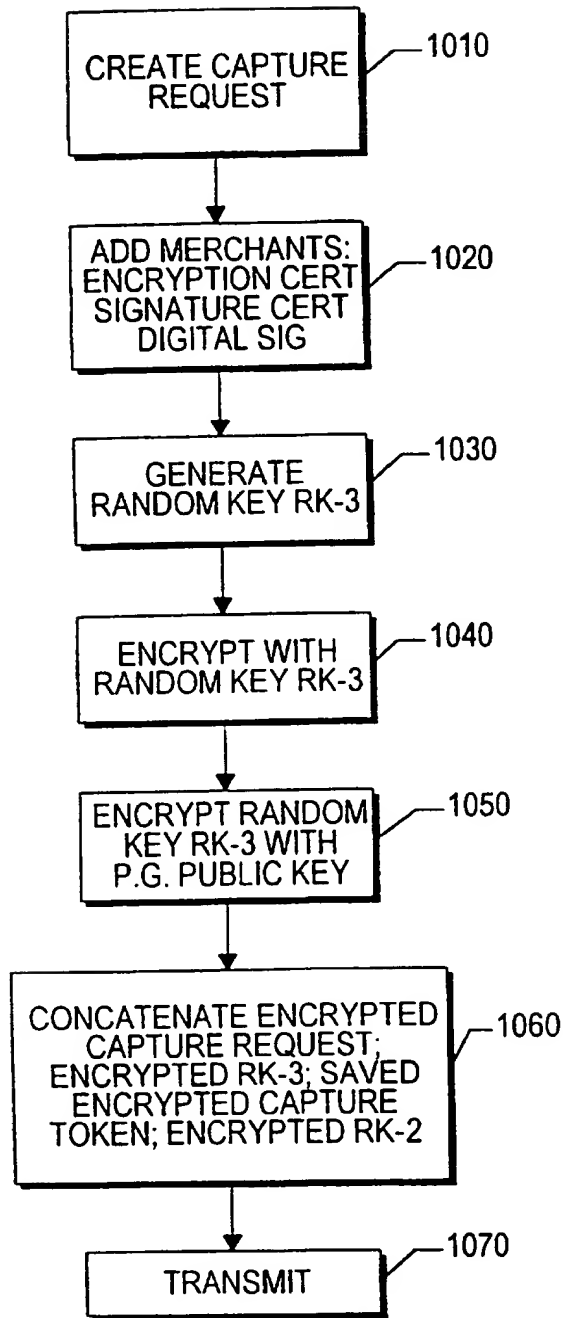 CREATE CAPTURE
REQUEST
1010
ADD MERCHANTS:
ENCRYPTION CERT
SIGNATURE CERT
DIGITAL SIG
1020
GENERATE
RANDOM KEY RK-3
1030
ENCRYPT WITH
RANDOM KEY RK-3
1040
ENCRYPT RANDOM
KEY RK-3 WITH
P.G. PUBLIC KEY
1050
CONCATENATE ENCRYPTED
CAPTURE REQUEST;
ENCRYPTED RK-3; SAVED
ENCRYPTED CAPTURE
TOKEN; ENCRYPTED RK-2
1060
TRANSMIT
1070